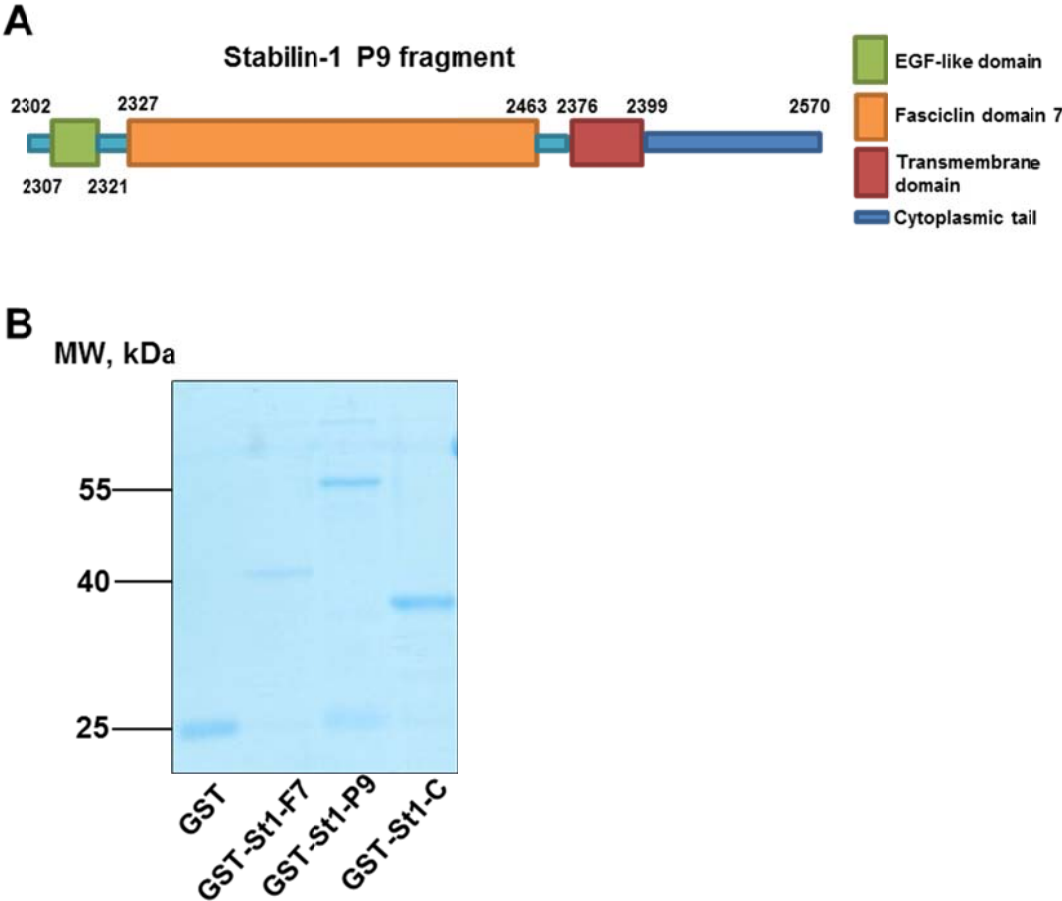 A
Stabilin-1 P9 fragment
2302 2327 2463 2376 2399 2570
2307 2321
EGF-like domain
Fasciclin domain 7
Transmembrane
domain
Cytoplasmic tail
B
MW, kDa
55
40
25
GST
GST-St1-F7
GST-St1-P9
GST-St1-C